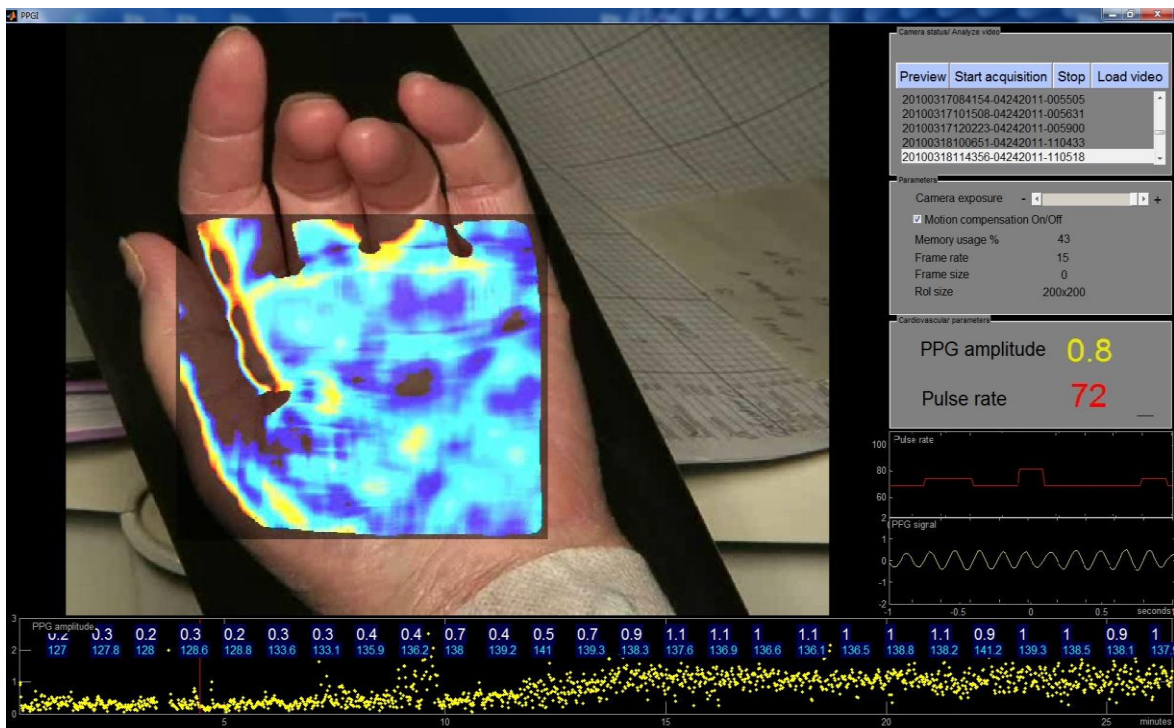 PPGI
Camera status/ Analyze video
Preview Start acquisition Stop Load video
20100317084154-04242011-005505
20100317101508-04242011-005631
20100317120223-04242011-005900
20100318100651-04242011-110433
20100318114356-04242011-110518
Parameters
Camera exposure - +
Motion compensation On/Off
Memory usage % 43
Frame rate 15
Frame size 0
RoI size 200x200
Cardiovascular parameters
PPG amplitude 0.8
Pulse rate 72
Pulse rate
100
80
60
PPG signal
2
1
0
-1
-2
-1 -0.5 0 0.5 seconds
PPG amplitude
0.2 0.3 0.2 0.3 0.2 0.3 0.3 0.4 0.4 0.7 0.4 0.5 0.7 0.9 1.1 1.1 1 1.1 1 1 1.1 0.9 1 1 0.9 1
127 127.8 128 128.6 128.8 133.6 133.1 135.9 136.2 138 139.2 141 139.3 138.3 137.6 136.9 136.6 136.1 136.5 138.8 138.2 141.2 139.3 138.5 138.1 137.9
3
2
1
0
5 10 15 20 25 minutes